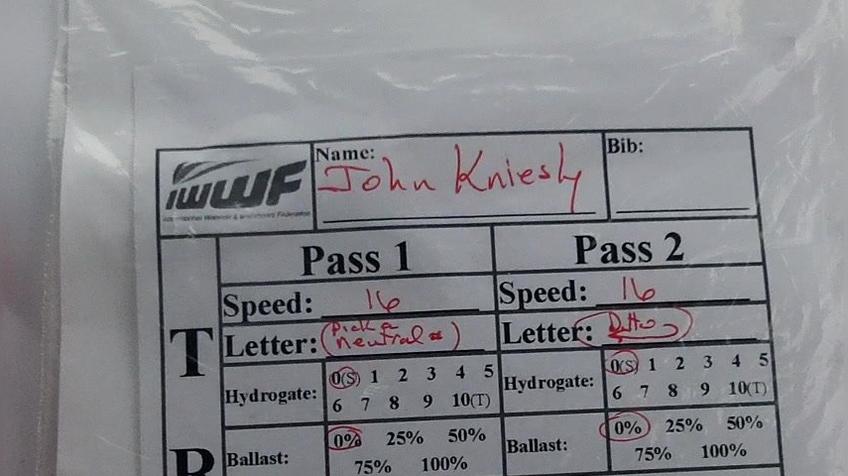 IWWF
Name: John Kniesly
Bib:
Pass 1
Pass 2
Speed: 16
Speed: 16
Letter: (Pick a neutral #)
Letter: Ditto
Hydrogate: 0(S) 1 2 3 4 5
6 7 8 9 10(T)
Hydrogate: 0(S) 1 2 3 4 5
6 7 8 9 10(T)
Ballast: 0% 25% 50%
75% 100%
Ballast: 0% 25% 50%
75% 100%
T
R